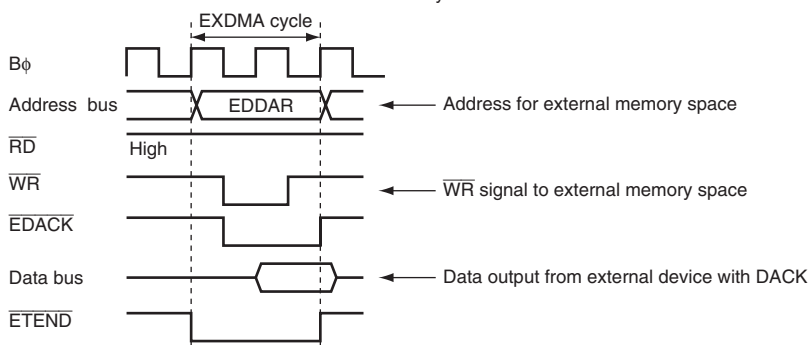 EXDMA cycle
Bϕ
Address bus EDDAR Address for external memory space
RD High
WR WR signal to external memory space
EDACK
Data bus Data output from external device with DACK
ETEND